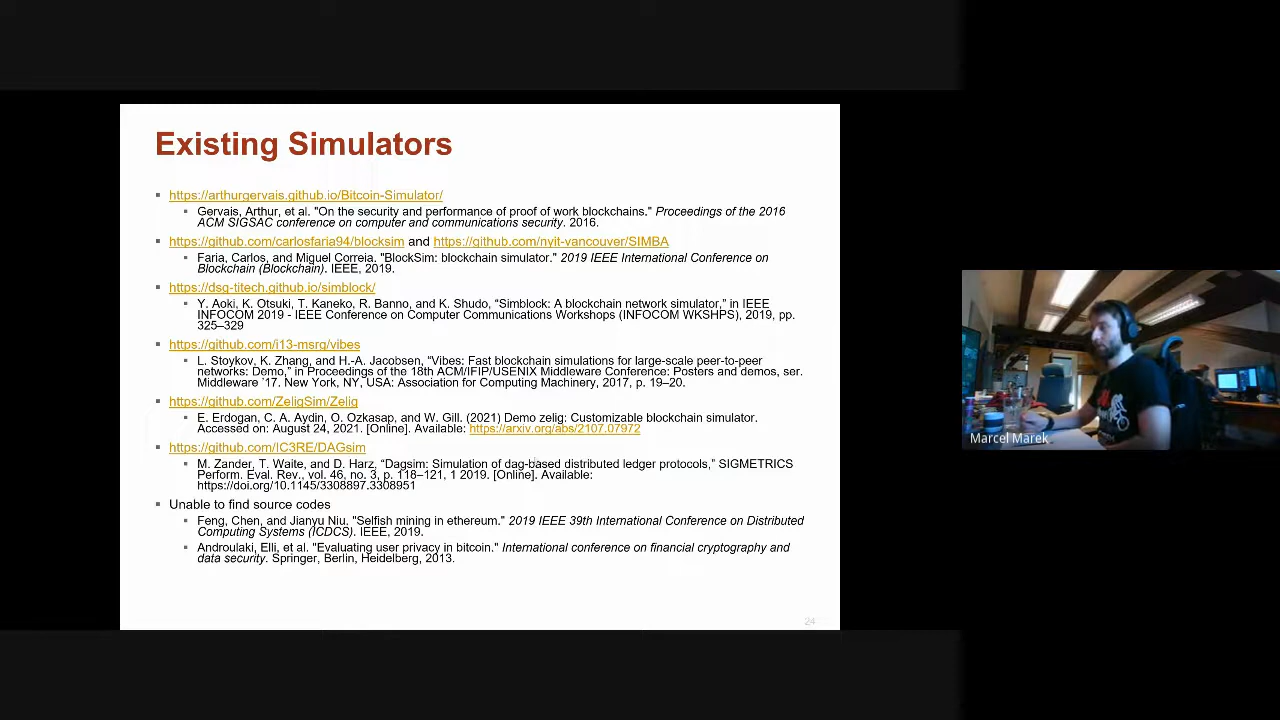 Existing Simulators
https://arthurgervais.github.io/Bitcoin-Simulator/
Gervais, Arthur, et al. "On the security and performance of proof of work blockchains." Proceedings of the 2016
ACM SIGSAC conference on computer and communications security. 2016.
https://github.com/carlosfaria94/blocksim and https://github.com/nyit-vancouver/SIMBA
Faria, Carlos, and Miguel Correia. "BlockSim: blockchain simulator." 2019 IEEE International Conference on
Blockchain (Blockchain). IEEE, 2019.
https://dsg-titech.github.io/simblock/
Y. Aoki, K. Otsuki, T. Kaneko, R. Banno, and K. Shudo, “Simblock: A blockchain network simulator,” in IEEE
INFOCOM 2019 - IEEE Conference on Computer Communications Workshops (INFOCOM WKSHPS), 2019, pp.
325–329
https://github.com/i13-msrg/vibes
L. Stoykov, K. Zhang, and H.-A. Jacobsen, “Vibes: Fast blockchain simulations for large-scale peer-to-peer
networks: Demo,” in Proceedings of the 18th ACM/IFIP/USENIX Middleware Conference: Posters and demos, ser.
Middleware ’17. New York, NY, USA: Association for Computing Machinery, 2017, p. 19–20.
https://github.com/ZeligSim/Zelig
E. Erdogan, C. A. Aydin, O. Ozkasap, and W. Gill. (2021) Demo zelig: Customizable blockchain simulator.
Accessed on: August 24, 2021. [Online]. Available: https://arxiv.org/abs/2107.07972
https://github.com/IC3RE/DAGsim
M. Zander, T. Waite, and D. Harz, “Dagsim: Simulation of dag-based distributed ledger protocols,” SIGMETRICS
Perform. Eval. Rev., vol. 46, no. 3, p. 118–121, 1 2019. [Online]. Available:
https://doi.org/10.1145/3308897.3308951
Unable to find source codes
Feng, Chen, and Jianyu Niu. "Selfish mining in ethereum." 2019 IEEE 39th International Conference on Distributed
Computing Systems (ICDCS). IEEE, 2019.
Androulaki, Elli, et al. "Evaluating user privacy in bitcoin." International conference on financial cryptography and
data security. Springer, Berlin, Heidelberg, 2013.
24
Marcel Marek